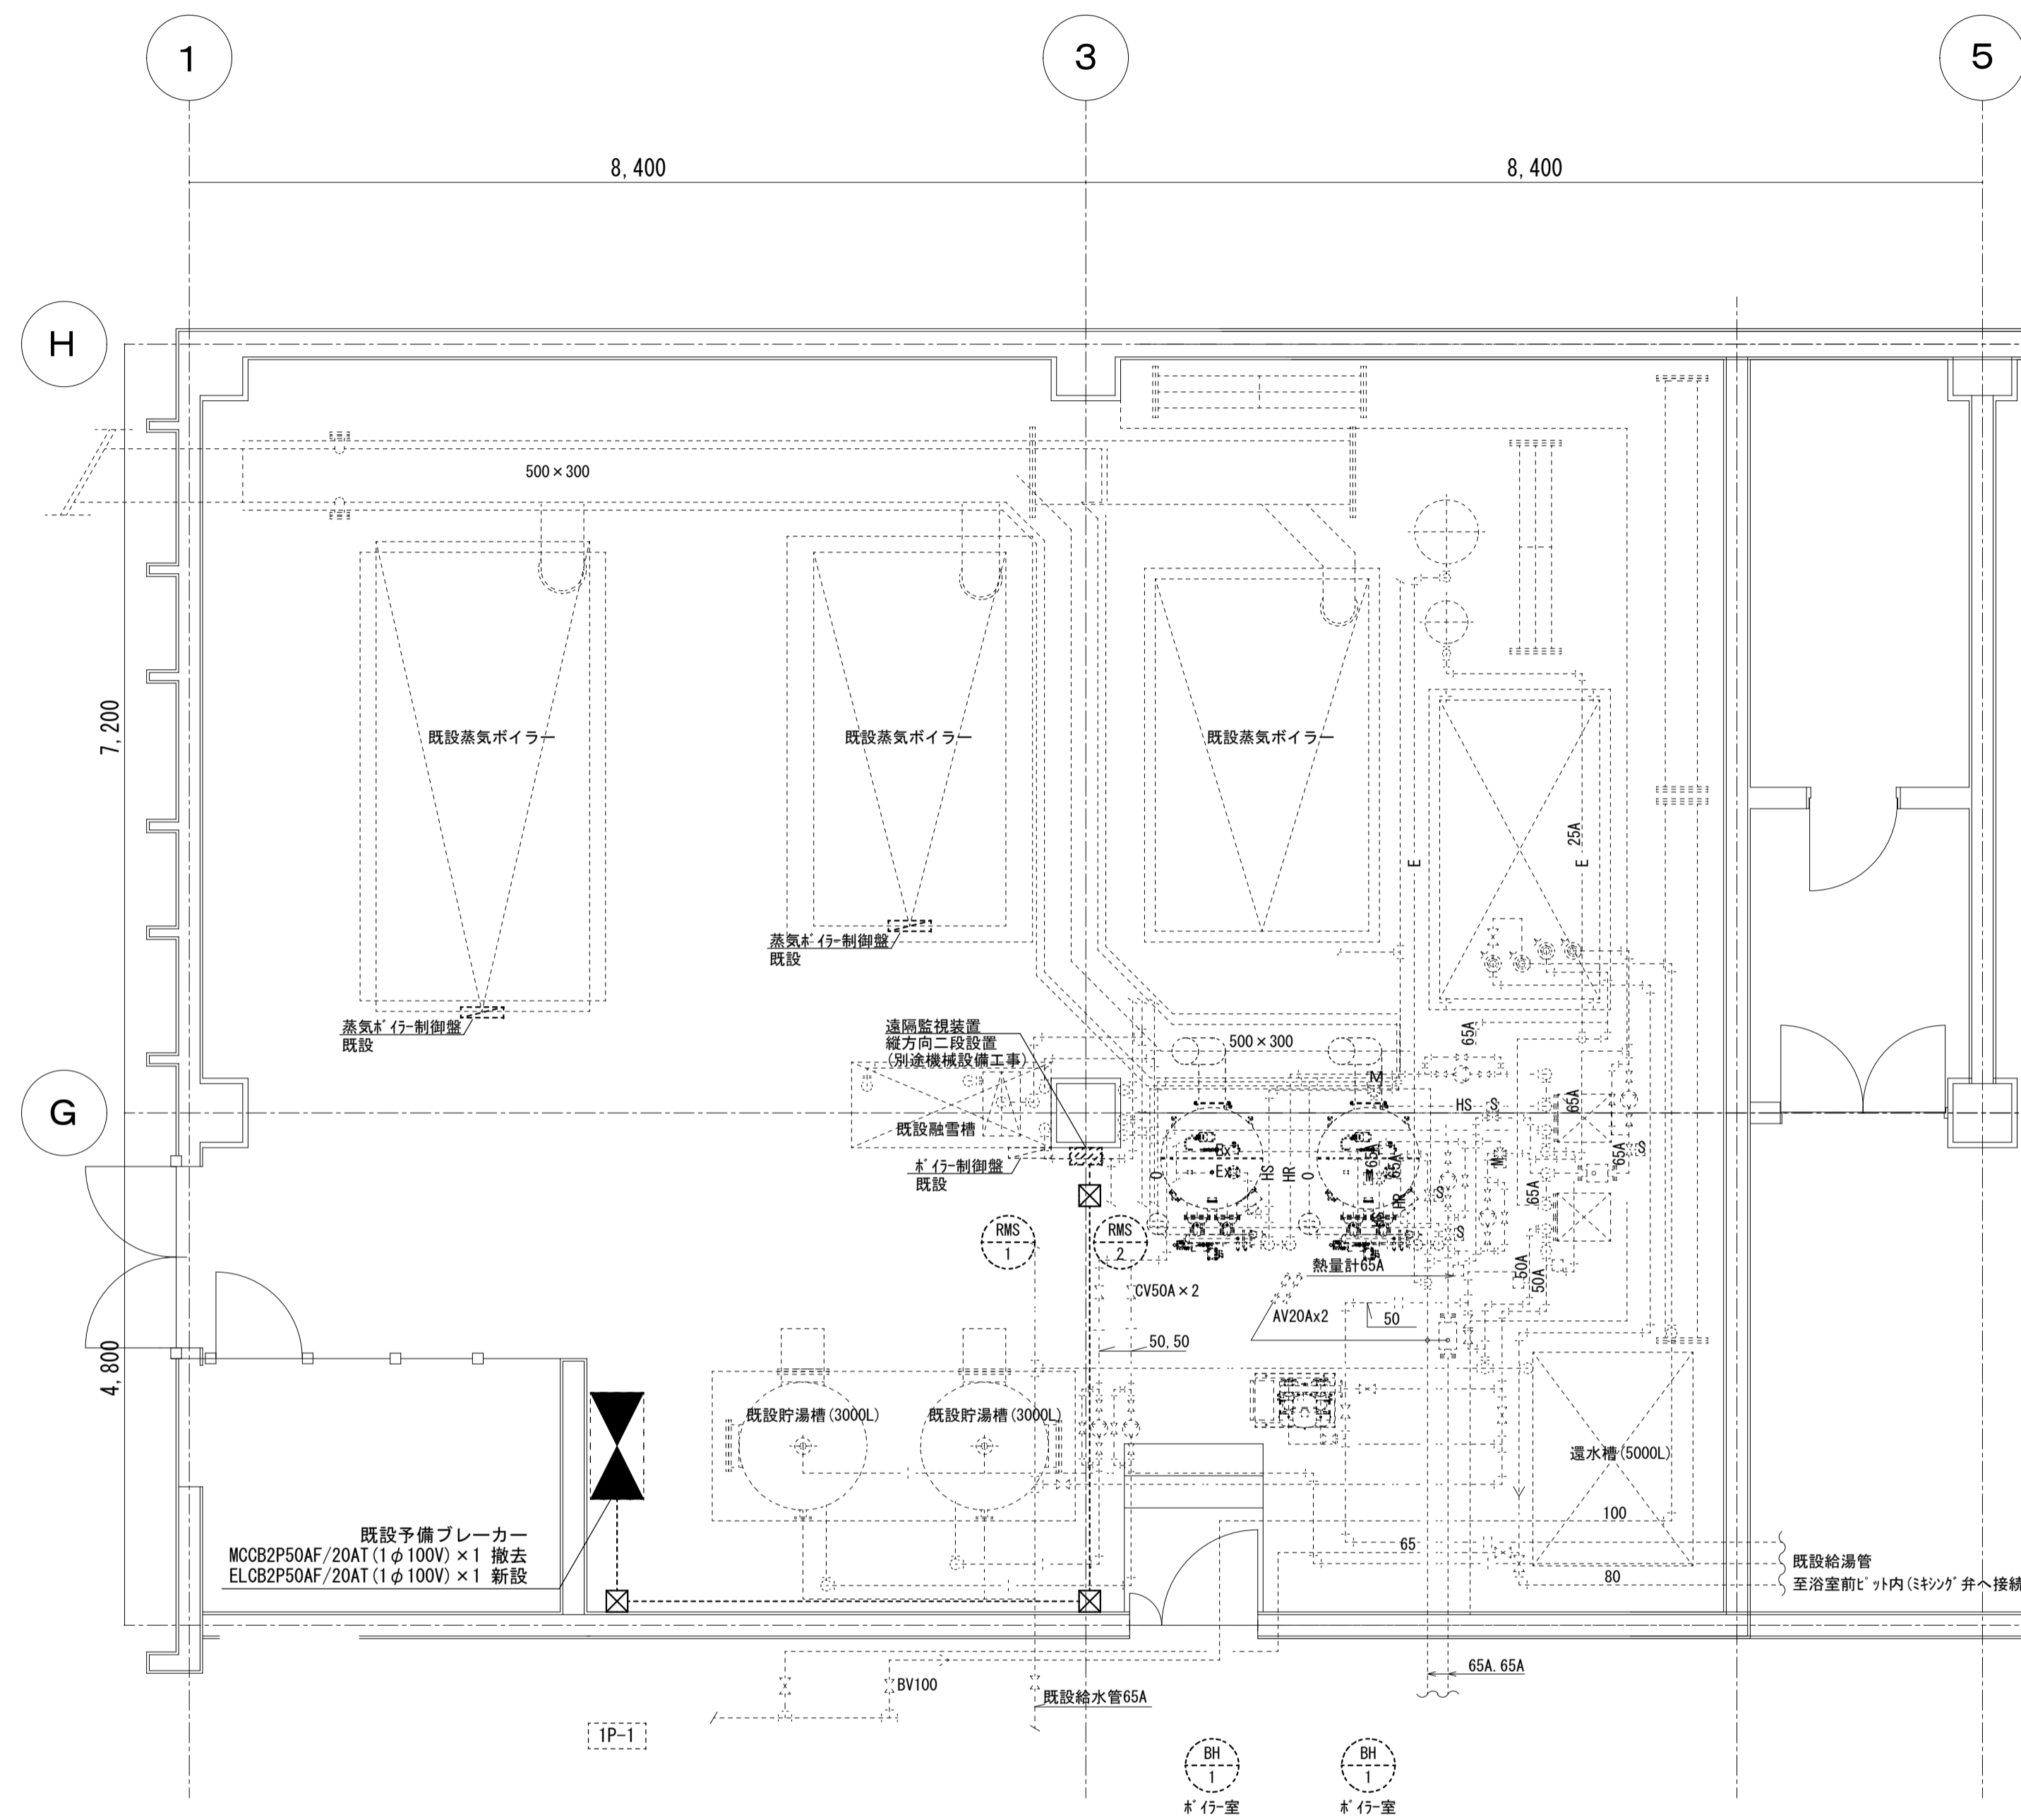 1
3
5
8,400
8,400
H
7,200
G
4,800
500×300
既設蒸気ボイラー
既設蒸気ボイラー
既設蒸気ボイラー
25A
E
E
蒸気ボイラー制御盤
既設
蒸気ボイラー制御盤
既設
遠隔監視装置
縦方向二段設置
(別途機械設備工事)
500×300
65A
M
HS
S
65A
既設融雪槽
ボイラー制御盤
既設
Bx
Ex
O
HS
HR
O
65A
65A
HS
HR
M
S
S
65A
S
65A
RMS
1
RMS
2
熱量計65A
50A
50A
CV50A×2
AV20Ax2
50
50,50
既設貯湯槽(3000L)
既設貯湯槽(3000L)
還水槽(5000L)
既設予備ブレーカー
MCCB2P50AF/20AT(1φ100V)×1 撤去
ELCB2P50AF/20AT(1φ100V)×1 新設
100
65
80
既設給湯管
至浴室前ピット内(ミキシング弁へ接続
65A.65A
BV100
既設給水管65A
1P-1
BH
1
ボイラー室
BH
1
ボイラー室